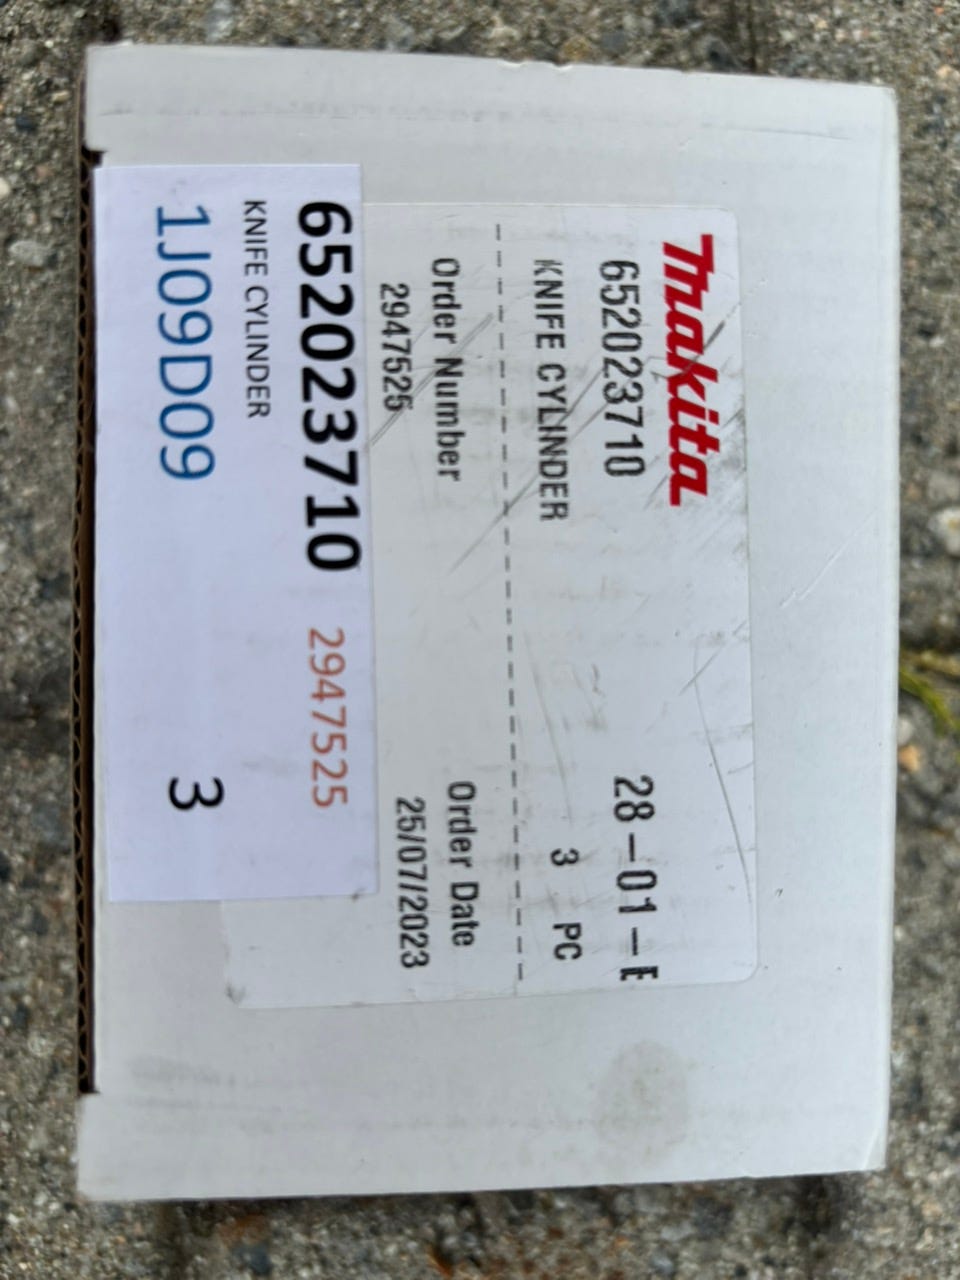 makita
652023710 28-01-E
KNIFE CYLINDER 3 PC
Order Number Order Date
2947525 25/07/2023
652023710 2947525
KNIFE CYLINDER
1J09D09 3